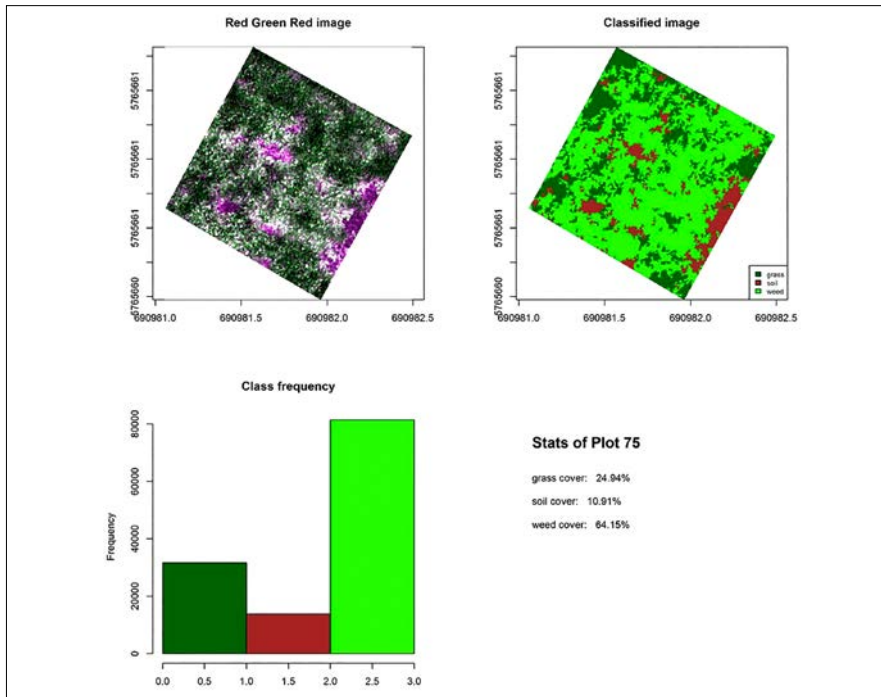 Red Green Red image
5765661
5765661
5765661
5765660
690981.0 690981.5 690982.0 690982.5
Classified image
5765661
5765661
5765661
5765660
690981.0 690981.5 690982.0 690982.5
grass
soil
weed
Class frequency
Frequency
80000
60000
40000
20000
0
0.0 0.5 1.0 1.5 2.0 2.5 3.0
Stats of Plot 75
grass cover: 24.94%
soil cover: 10.91%
weed cover: 64.15%